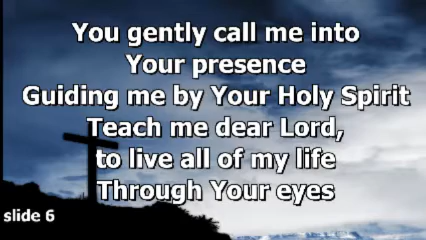 You gently call me into
Your presence
Guiding me by Your Holy Spirit
Teach me dear Lord,
to live all of my life
Through Your eyes
slide 6